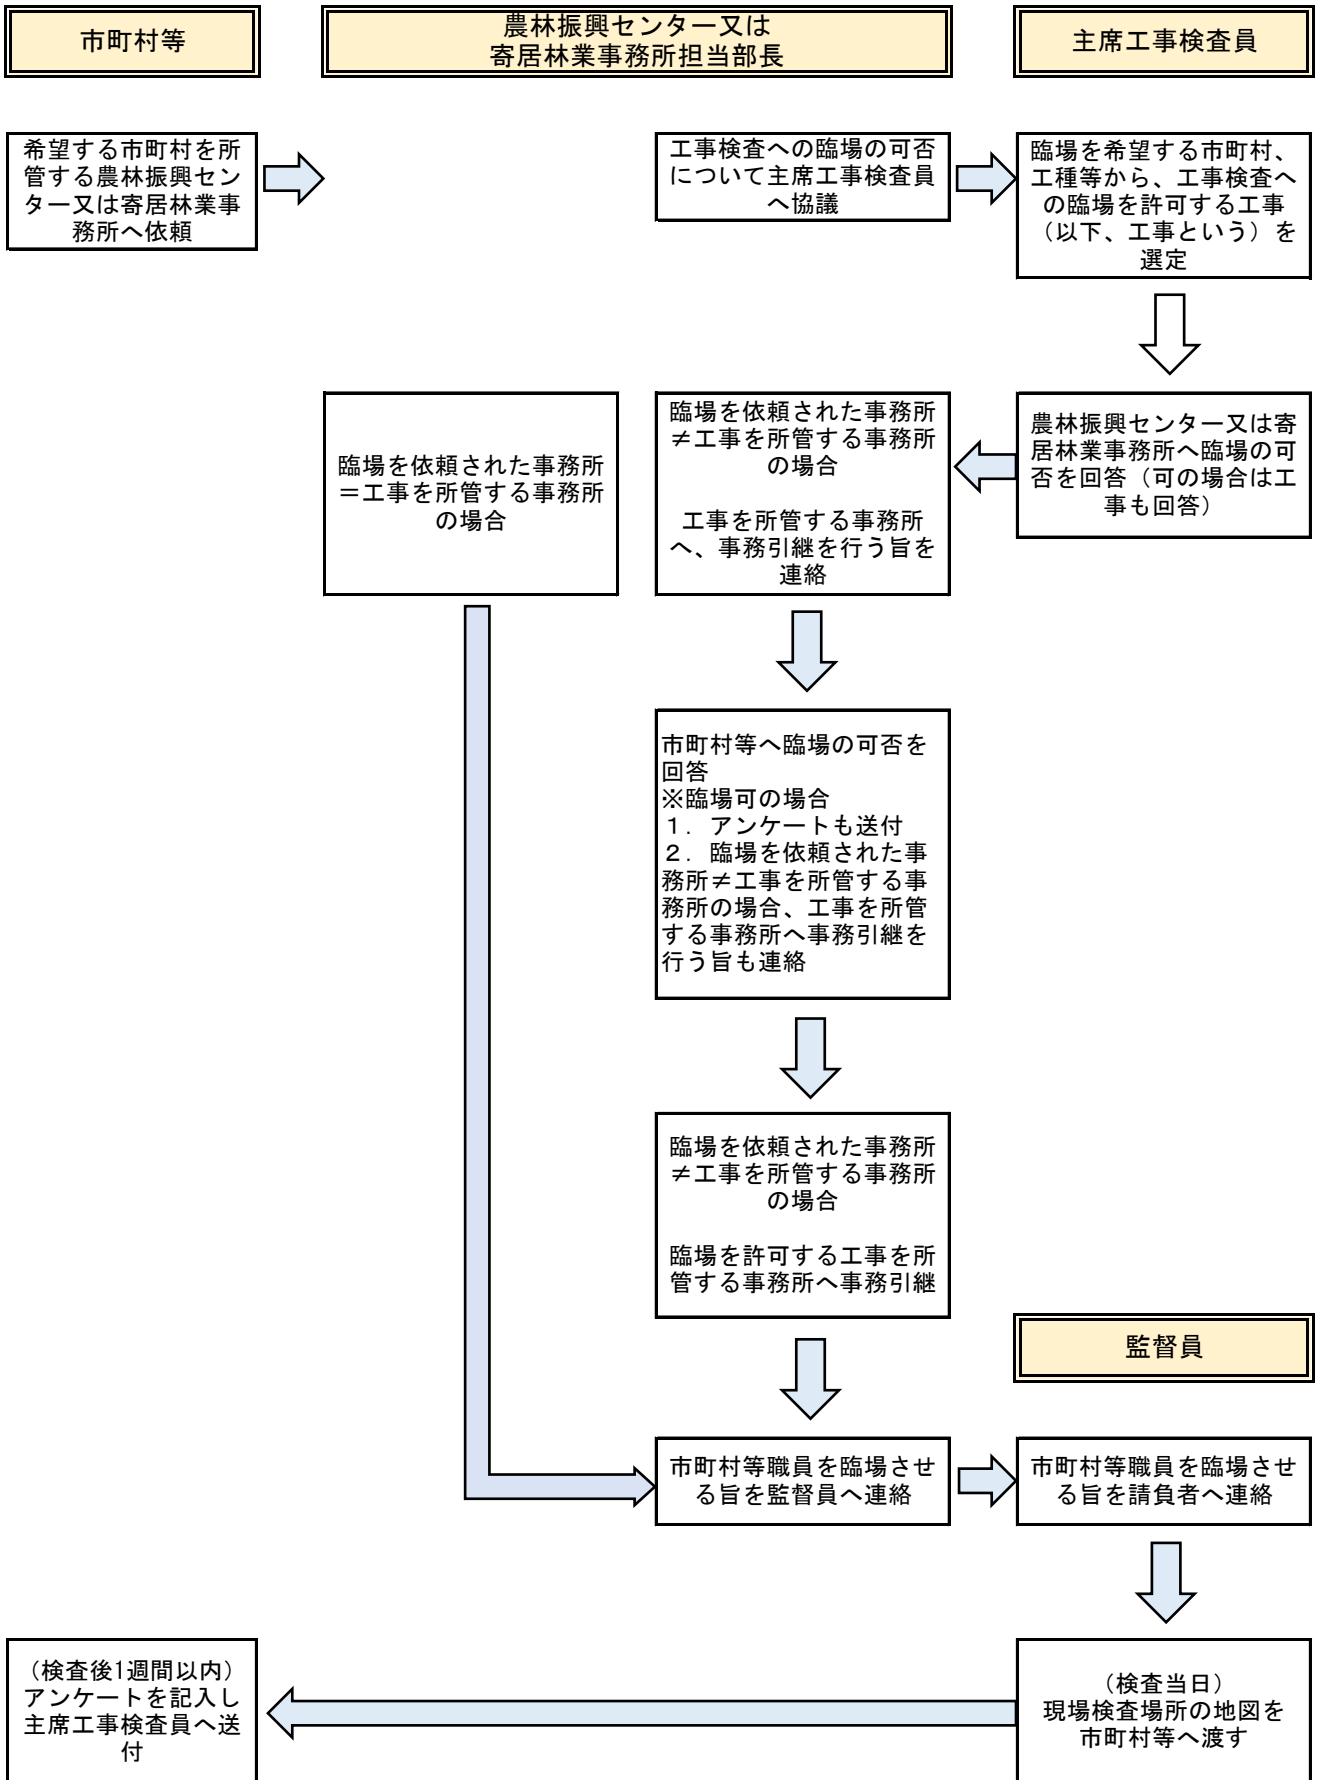 市町村等
農林振興センター又は
寄居林業事務所担当部長
主席工事検査員
希望する市町村を所
管する農林振興セン
ター又は寄居林業事
務所へ依頼
工事検査への臨場の可否
について主席工事検査員
へ協議
臨場を希望する市町村、
工種等から、工事検査へ
の臨場を許可する工事
（以下、工事という）を
選定
臨場を依頼された事務所
＝工事を所管する事務所
の場合
臨場を依頼された事務所
≠工事を所管する事務所
の場合
工事を所管する事務所
へ、事務引継を行う旨を
連絡
農林振興センター又は寄
居林業事務所へ臨場の可
否を回答（可の場合は工
事も回答）
市町村等へ臨場の可否を
回答
※臨場可の場合
１．アンケートも送付
２．臨場を依頼された事
務所≠工事を所管する事
務所の場合、工事を所管
する事務所へ事務引継を
行う旨も連絡
臨場を依頼された事務所
≠工事を所管する事務所
の場合
臨場を許可する工事を所
管する事務所へ事務引継
監督員
市町村等職員を臨場させ
る旨を監督員へ連絡
市町村等職員を臨場させ
る旨を請負者へ連絡
（検査後1週間以内）
アンケートを記入し
主席工事検査員へ送
付
（検査当日）
現場検査場所の地図を
市町村等へ渡す